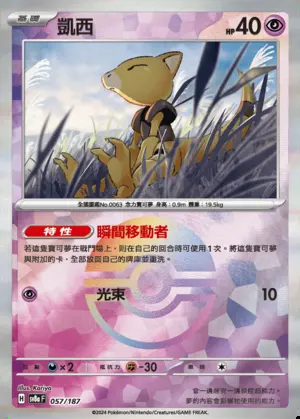 基礎
凱西
HP40
全國圖鑑No.0063 念力寶可夢 身高：0.9m 體重：19.5kg
特性 瞬間移動者
若這隻寶可夢在戰鬥場上，則在自己的回合時可使用1次。將這隻寶可
夢與附加的卡，全部放回自己的牌庫並重洗。
光束 10
弱點 ×2 抵抗力 -30 撤退
Illus. Kariya
H SV8a F 057/187
©2024 Pokémon/Nintendo/Creatures/GAME FREAK.